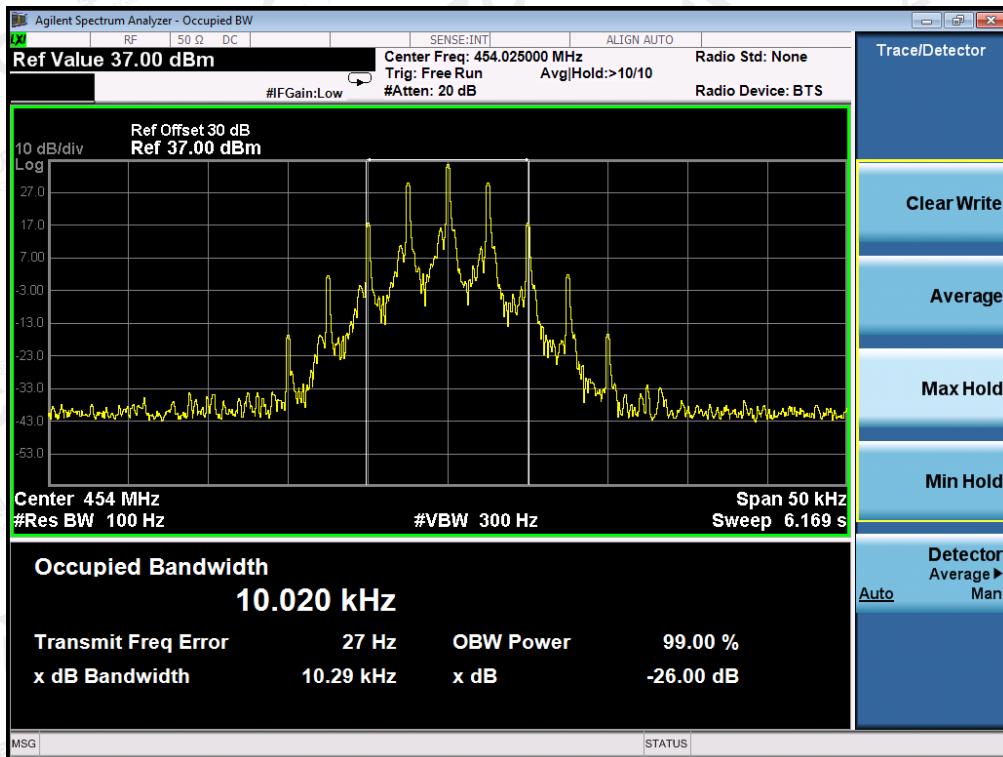 Agilent Spectrum Analyzer - Occupied BW
LXI RF 50 Ω DC SENSE:INT ALIGN AUTO
Ref Value 37.00 dBm
Center Freq: 454.025000 MHz
Radio Std: None
Trig: Free Run Avg|Hold:>10/10
#IFGain:Low
#Atten: 20 dB
Radio Device: BTS
Trace/Detector
Ref Offset 30 dB
10 dB/div Ref 37.00 dBm
Log
27.0
17.0
7.00
-3.00
-13.0
-23.0
-33.0
-43.0
-53.0
Center 454 MHz
Span 50 kHz
#Res BW 100 Hz
#VBW 300 Hz
Sweep 6.169 s
Clear Write
Average
Max Hold
Min Hold
Detector
Average▶
Auto Man
Occupied Bandwidth
10.020 kHz
Transmit Freq Error 27 Hz OBW Power 99.00 %
x dB Bandwidth 10.29 kHz x dB -26.00 dB
MSG STATUS